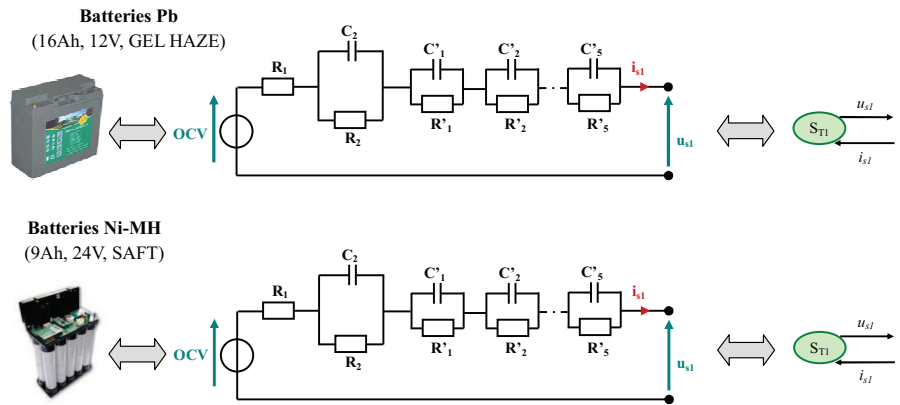 Batteries Pb
(16Ah, 12V, GEL HAZE)
OCV
R1
C2
R2
C’1
R’1
C’2
R’2
...
C’5
R’5
is1
us1
ST1
us1
is1
Batteries Ni-MH
(9Ah, 24V, SAFT)
OCV
R1
C2
R2
C’1
R’1
C’2
R’2
...
C’5
R’5
is1
us1
ST1
us1
is1